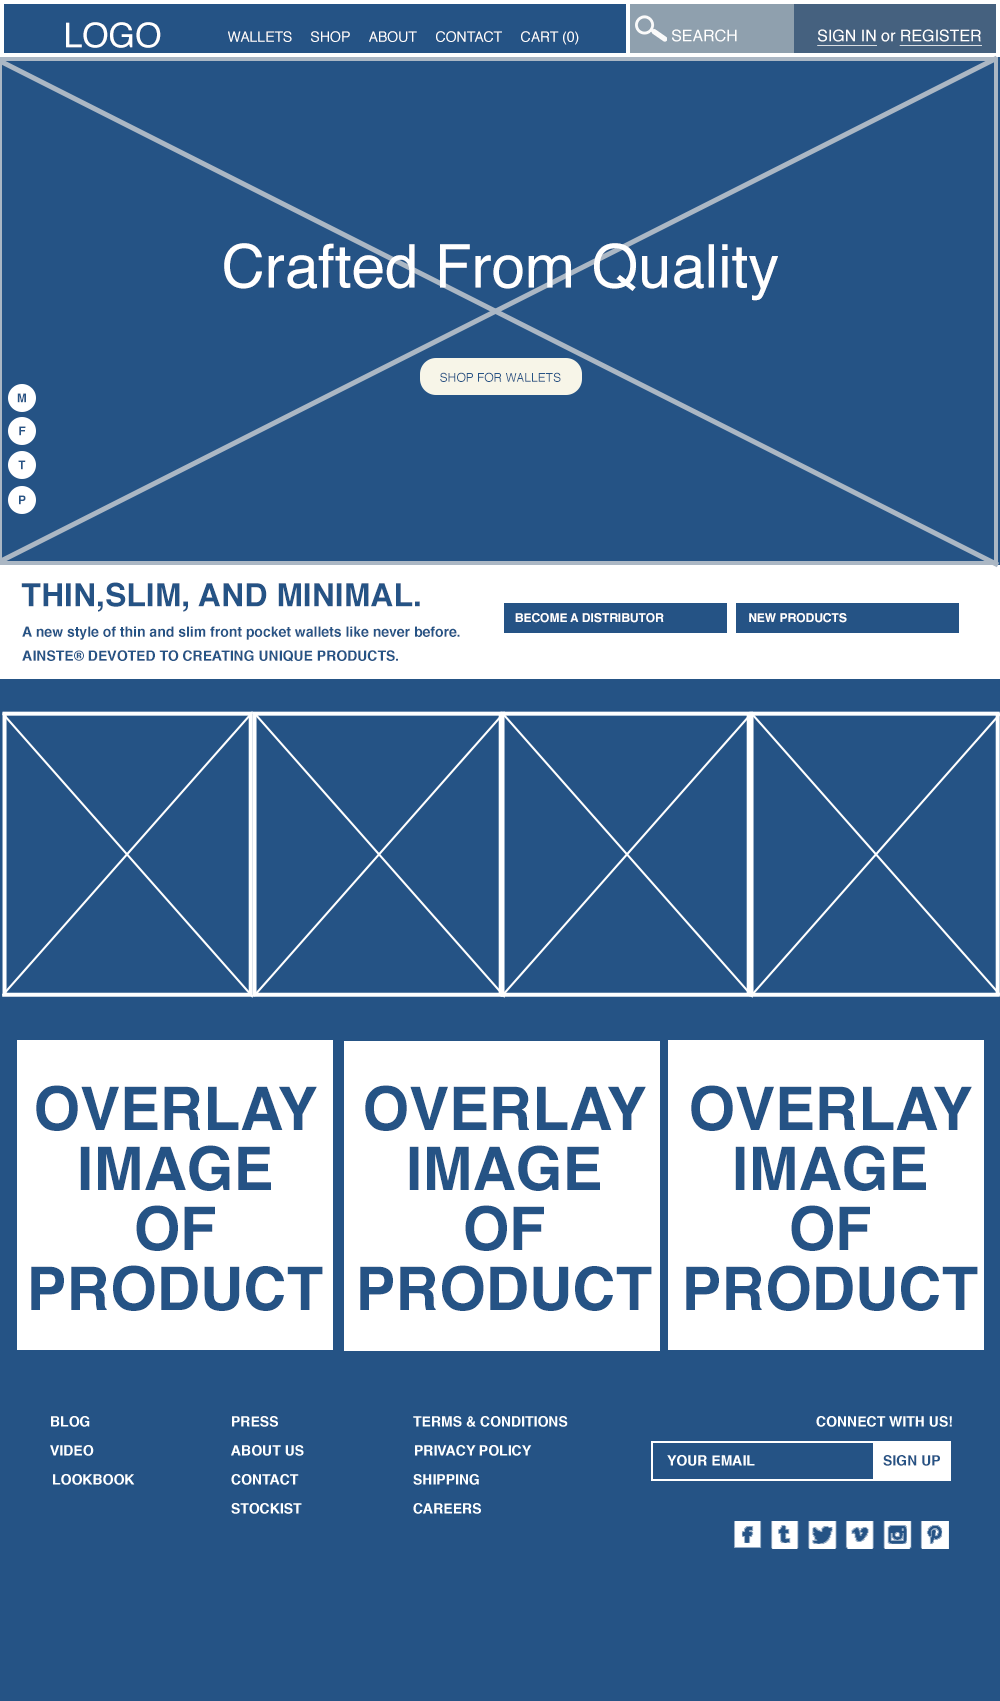 LOGO
WALLETS SHOP ABOUT CONTACT CART (0)
SEARCH
SIGN IN or REGISTER
Crafted From Quality
SHOP FOR WALLETS
M
F
T
P
THIN,SLIM, AND MINIMAL.
A new style of thin and slim front pocket wallets like never before.
AINSTE® DEVOTED TO CREATING UNIQUE PRODUCTS.
BECOME A DISTRIBUTOR
NEW PRODUCTS
OVERLAY
IMAGE
OF
PRODUCT
OVERLAY
IMAGE
OF
PRODUCT
OVERLAY
IMAGE
OF
PRODUCT
BLOG
VIDEO
LOOKBOOK
PRESS
ABOUT US
CONTACT
STOCKIST
TERMS & CONDITIONS
PRIVACY POLICY
SHIPPING
CAREERS
CONNECT WITH US!
YOUR EMAIL
SIGN UP